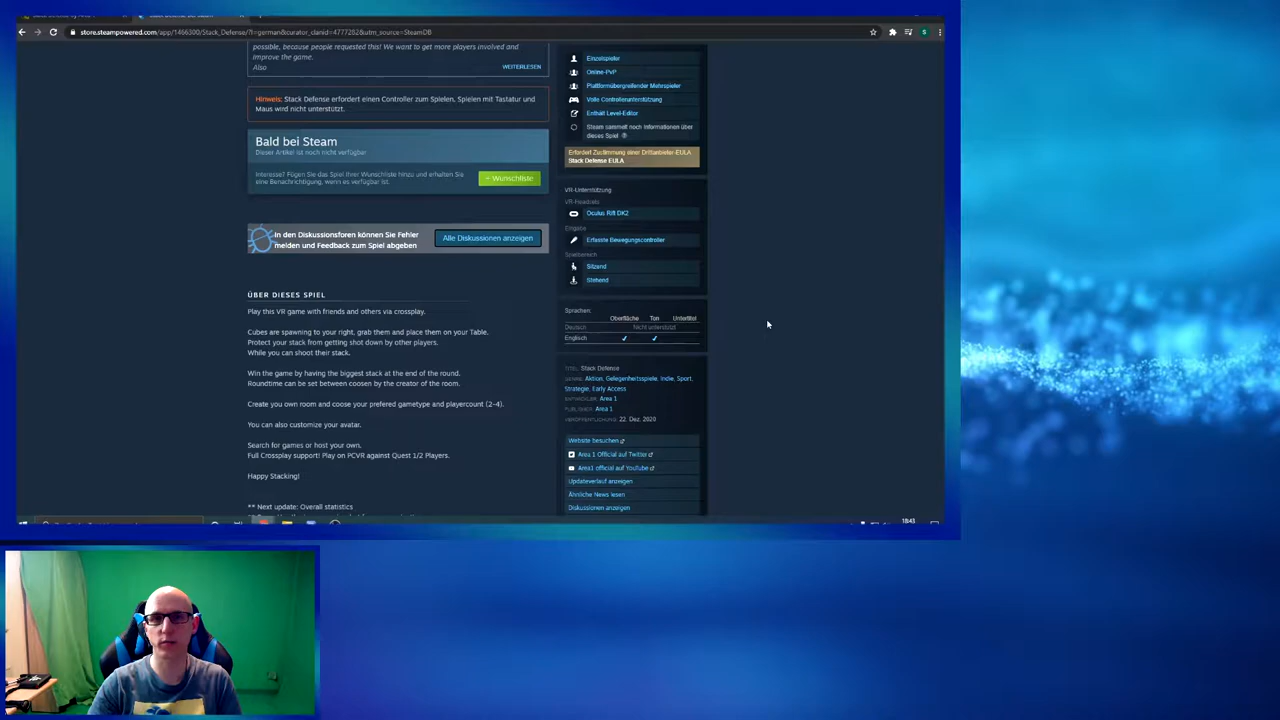 store.steampowered.com/app/1466300/Stack_Defense/?l=german&curator_clanid=4777282&utm_source=SteamDB
possible, because people requested this! We want to get more players involved and
improve the game.
Also
WEITERLESEN
Hinweis: Stack Defense erfordert einen Controller zum Spielen. Spielen mit Tastatur und
Maus wird nicht unterstützt.
Bald bei Steam
Dieser Artikel ist noch nicht verfügbar
Interesse? Fügen Sie das Spiel Ihrer Wunschliste hinzu und erhalten Sie
eine Benachrichtigung, wenn es verfügbar ist.
+ Wunschliste
In den Diskussionsforen können Sie Fehler
melden und Feedback zum Spiel abgeben
Alle Diskussionen anzeigen
ÜBER DIESES SPIEL
Play this VR game with friends and others via crossplay.
Cubes are spawning to your right, grab them and place them on your Table.
Protect your stack from getting shot down by other players.
While you can shoot their stack.
Win the game by having the biggest stack at the end of the round.
Roundtime can be set between coosen by the creator of the room.
Create you own room and coose your prefered gametype and playercount (2-4).
You can also customize your avatar.
Search for games or host your own.
Full Crossplay support! Play on PCVR against Quest 1/2 Players.
Happy Stacking!
** Next update: Overall statistics
Einzelspieler
Online-PvP
Plattformübergreifender Mehrspieler
Volle Controllerunterstützung
Enthält Level-Editor
Steam sammelt noch Informationen über
dieses Spiel
Erfordert Zustimmung einer Drittanbieter-EULA
Stack Defense EULA
VR-Unterstützung
VR-Headsets
Oculus Rift DK2
Eingabe
Erfasste Bewegungscontroller
Spielbereich
Sitzend
Stehend
Sprachen:
Oberfläche Ton Untertitel
Deutsch Nicht unterstützt
Englisch ✔ ✔
TITEL: Stack Defense
GENRE: Aktion, Gelegenheitsspiele, Indie, Sport,
Strategie, Early Access
ENTWICKLER: Area 1
PUBLISHER: Area 1
VERÖFFENTLICHUNG: 22. Dez. 2020
Website besuchen
Area 1 Official auf Twitter
Area1 official auf YouTube
Updateverlauf anzeigen
Ähnliche News lesen
Diskussionen anzeigen
18:43